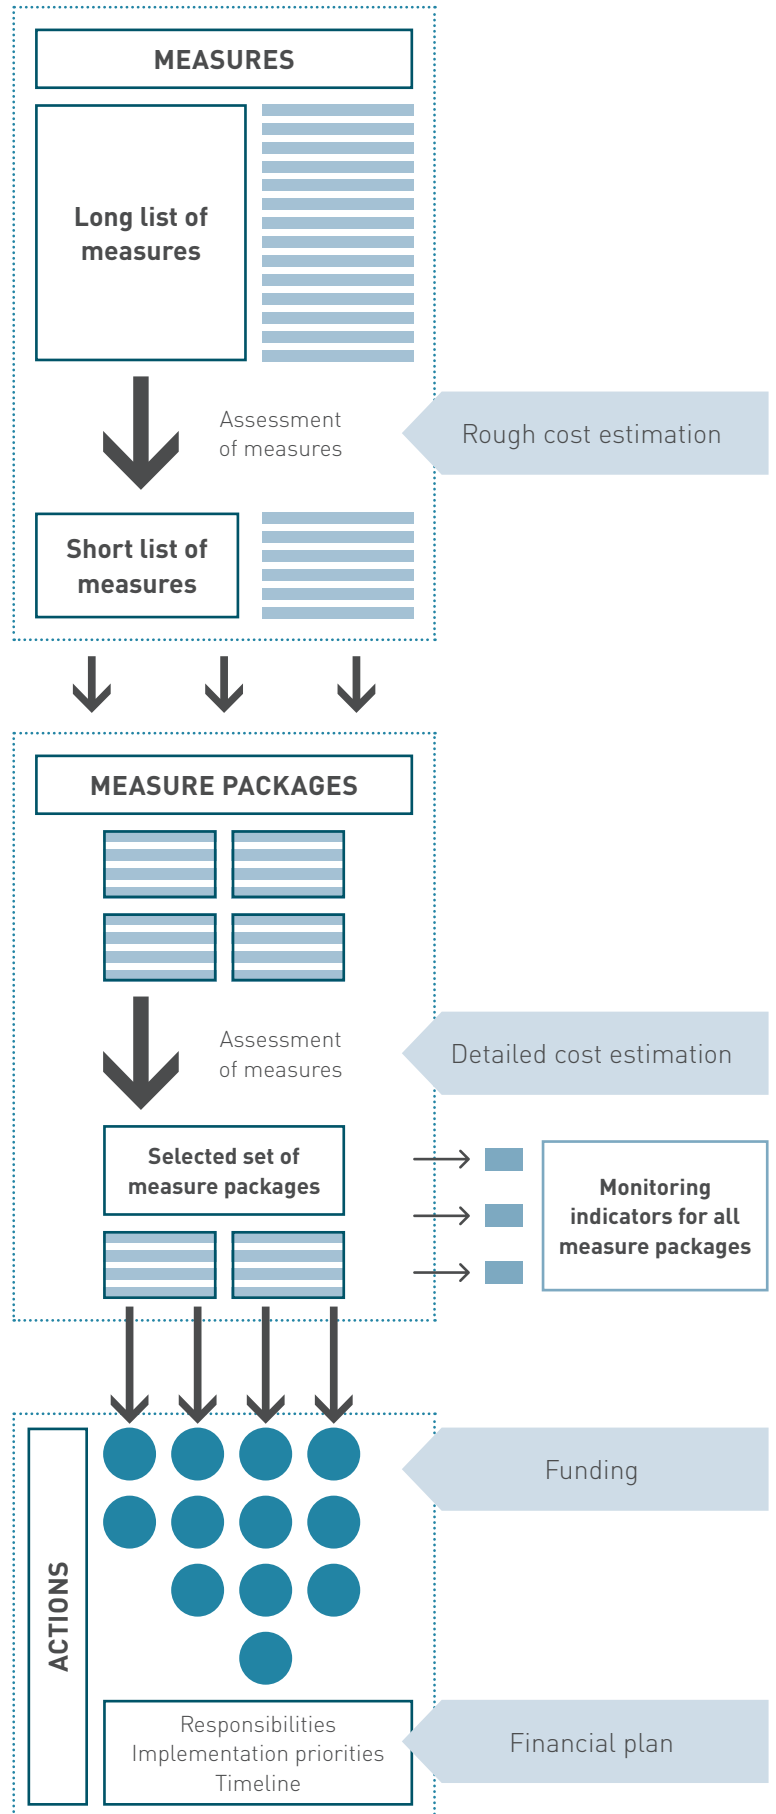 MEASURES
Long list of
measures
Assessment
of measures
Rough cost estimation
Short list of
measures
MEASURE PACKAGES
Assessment
of measures
Detailed cost estimation
Selected set of
measure packages
Monitoring
indicators for all
measure packages
ACTIONS
Funding
Responsibilities
Implementation priorities
Timeline
Financial plan